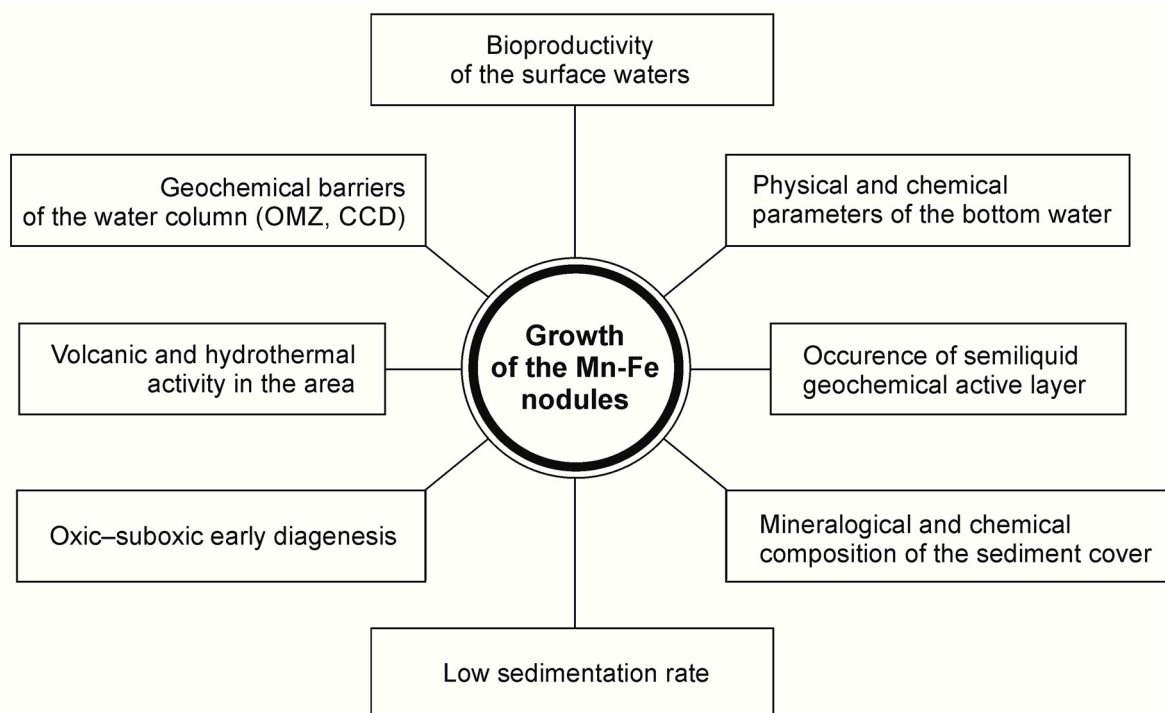 Bioproductivity
of the surface waters
Geochemical barriers
of the water column (OMZ, CCD)
Physical and chemical
parameters of the bottom water
Volcanic and hydrothermal
activity in the area
Growth
of the Mn-Fe
nodules
Occurence of semiliquid
geochemical active layer
Oxic–suboxic early diagenesis
Mineralogical and chemical
composition of the sediment cover
Low sedimentation rate